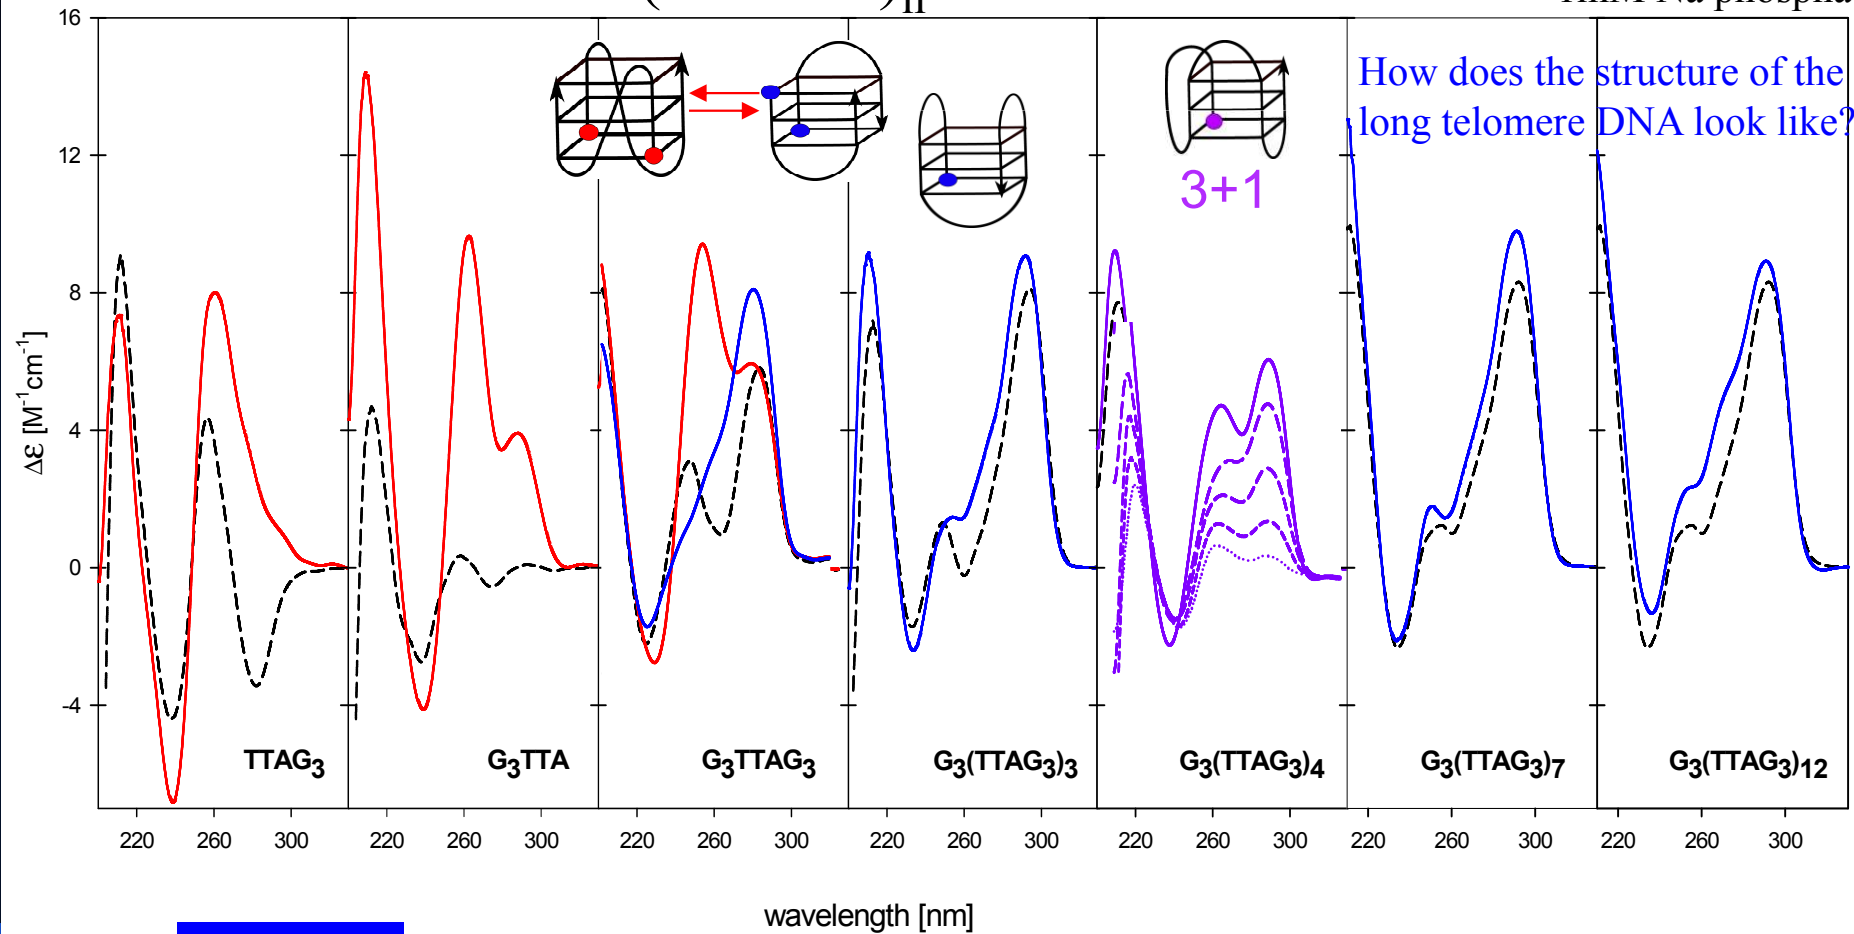 16
12
8
4
0
-4
Δε [M⁻¹cm⁻¹]
How does the structure of the
long telomere DNA look like?
3+1
TTAG₃
G₃TTA
G₃TTAG₃
G₃(TTAG₃)₃
G₃(TTAG₃)₄
G₃(TTAG₃)₇
G₃(TTAG₃)₁₂
220 260 300 220 260 300 220 260 300 220 260 300 220 260 300 220 260 300 220 260 300
wavelength [nm]